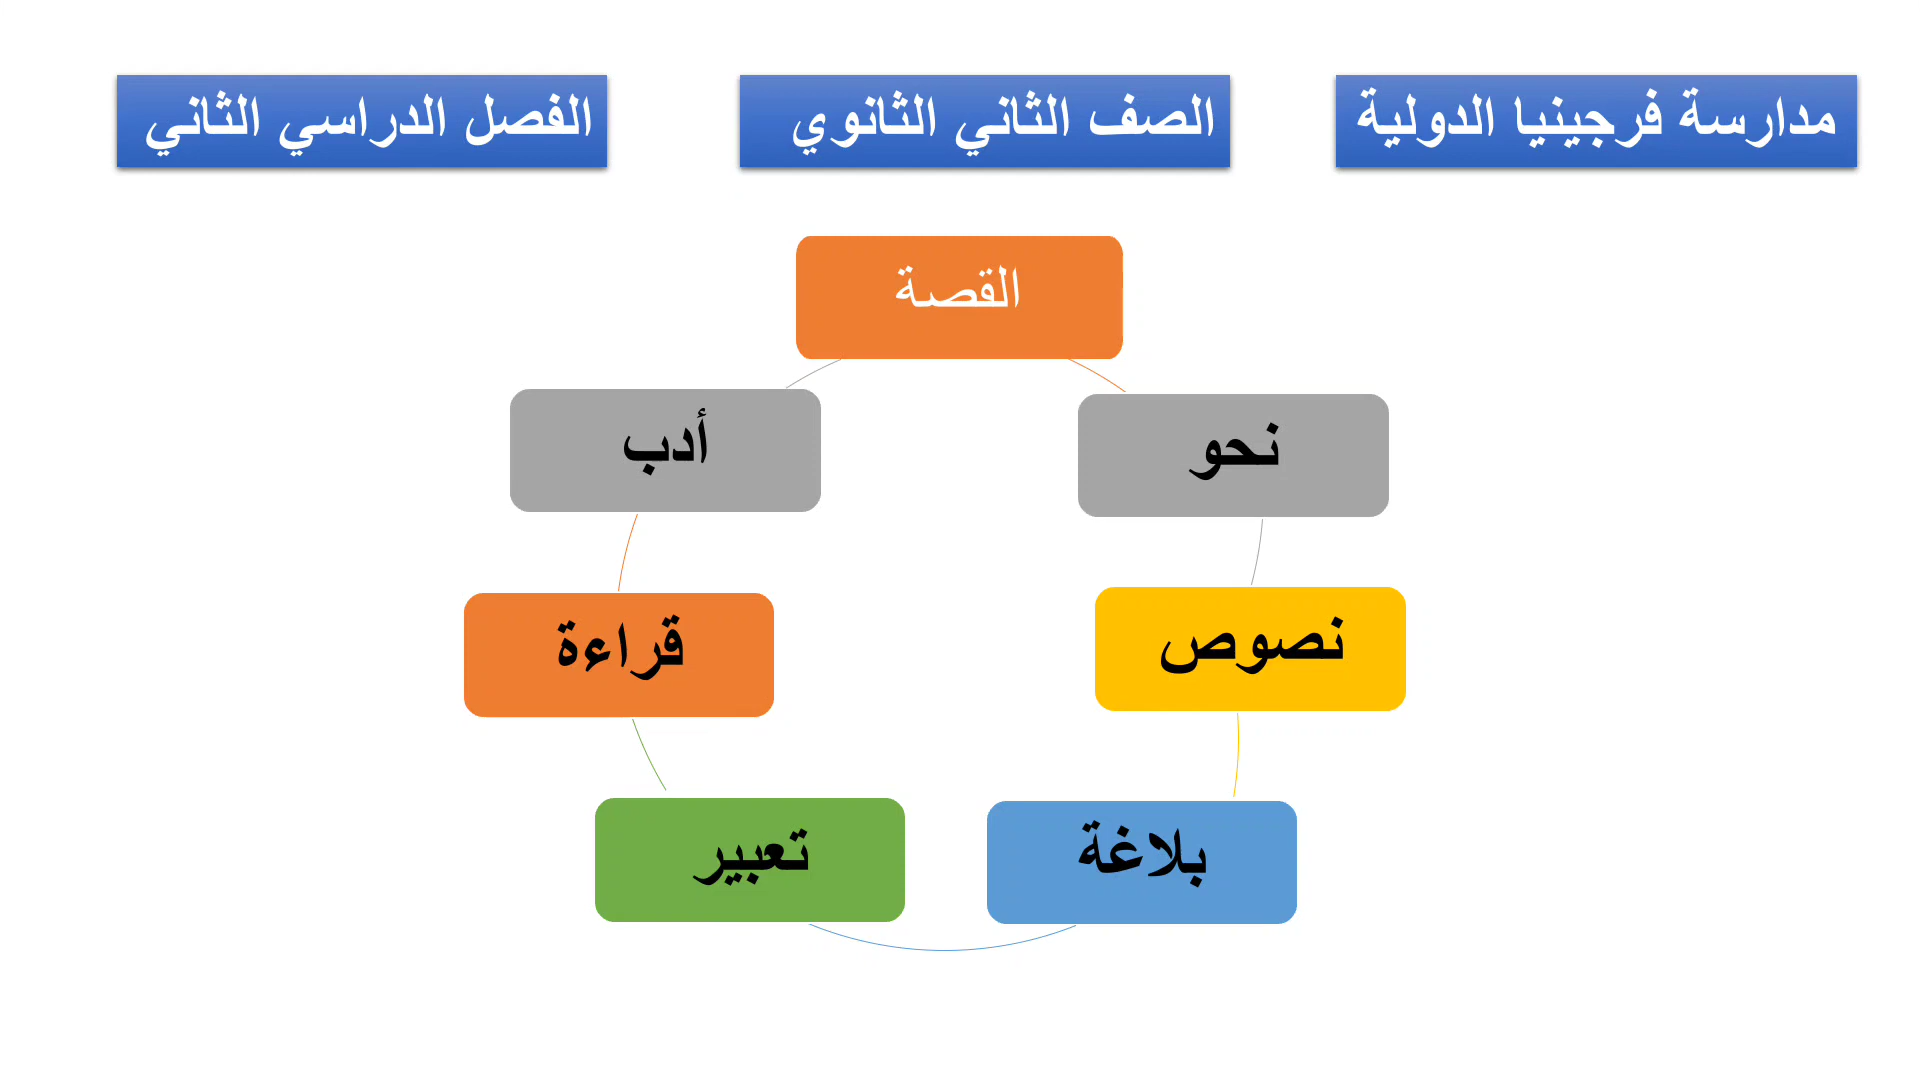 مدارسة فرجينيا الدولية
الصف الثاني الثانوي
الفصل الدراسي الثاني
القصة
نحو
أدب
نصوص
قراءة
بلاغة
تعبير